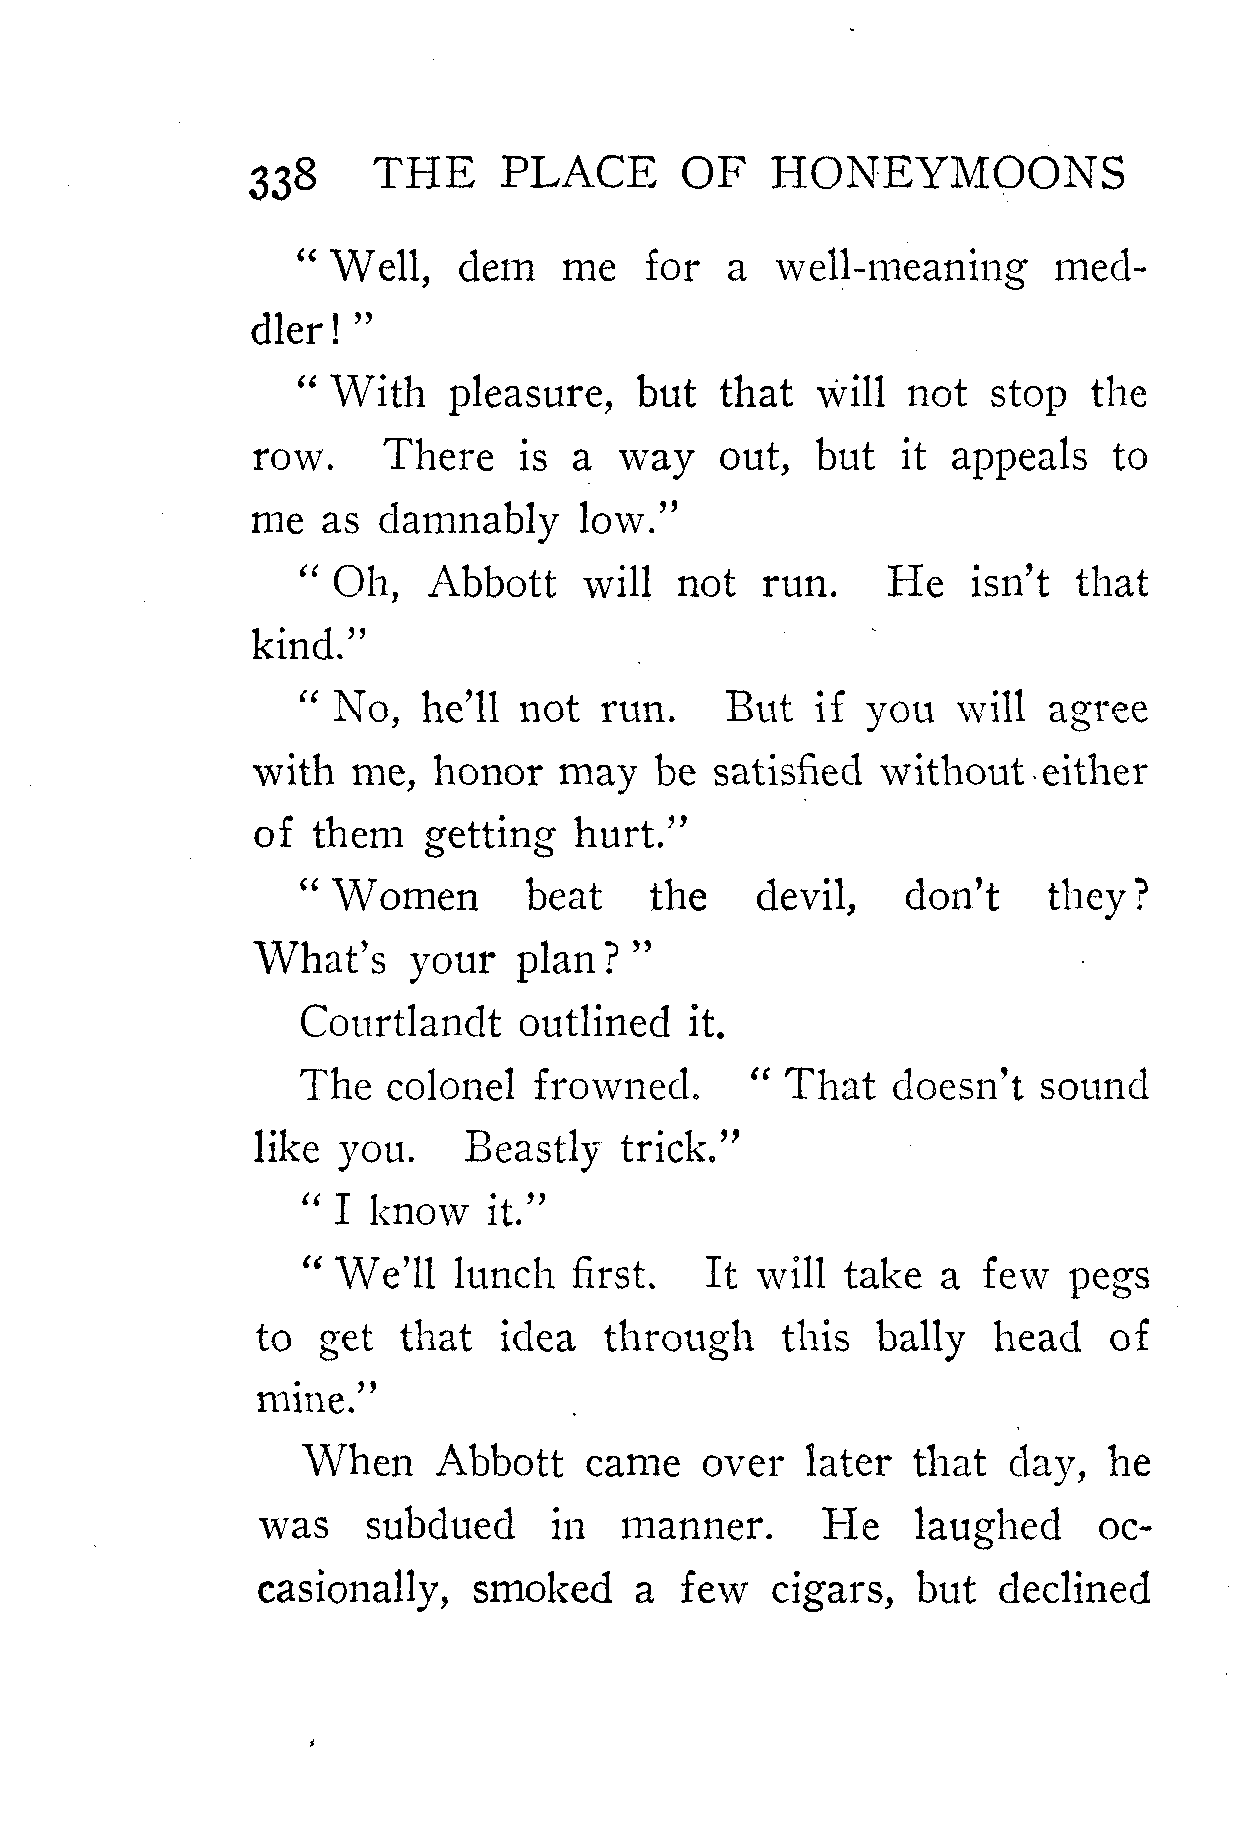 338 THE PLACE OF HONEYMOONS
“ Well, dem me for a well-meaning med-
dler! ”
“ With pleasure, but that will not stop the
row. There is a way out, but it appeals to
me as damnably low.”
“ Oh, Abbott will not run. He isn’t that
kind.”
“ No, he’ll not run. But if you will agree
with me, honor may be satisfied without either
of them getting hurt.”
“ Women beat the devil, don’t they?
What’s your plan? ”
Courtlandt outlined it.
The colonel frowned. “ That doesn’t sound
like you. Beastly trick.”
“ I know it.”
“ We’ll lunch first. It will take a few pegs
to get that idea through this bally head of
mine.”
When Abbott came over later that day, he
was subdued in manner. He laughed oc-
casionally, smoked a few cigars, but declined